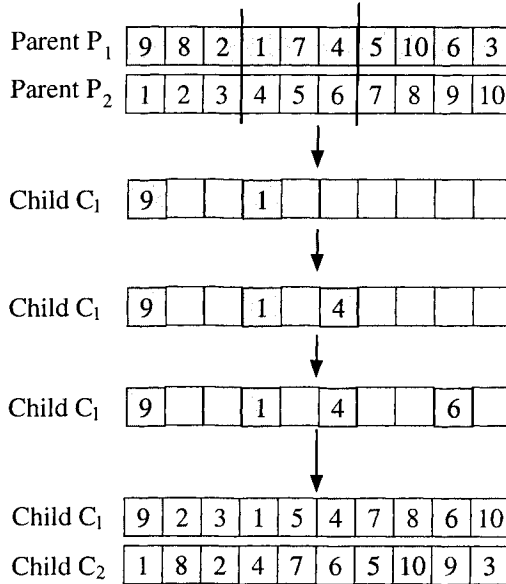 Parent P1 9 8 2 1 7 4 5 10 6 3
Parent P2 1 2 3 4 5 6 7 8 9 10
Child C1 9 1
Child C1 9 1 4
Child C1 9 1 4 6
Child C1 9 2 3 1 5 4 7 8 6 10
Child C2 1 8 2 4 7 6 5 10 9 3